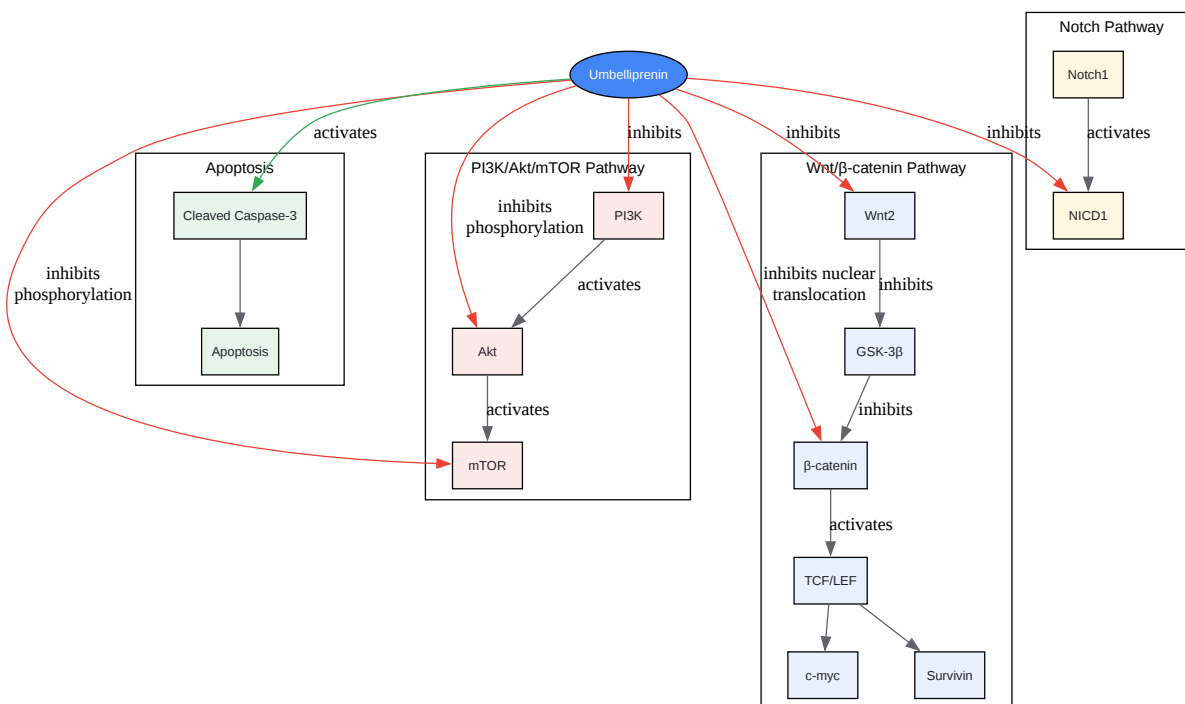 Notch Pathway
Umbelliprenin
Notch1
activates
inhibits
inhibits
inhibits
activates
Apoptosis
PI3K/Akt/mTOR Pathway
Wnt/β-catenin Pathway
Cleaved Caspase-3
PI3K
Wnt2
NICD1
inhibits
phosphorylation
inhibits
phosphorylation
activates
inhibits nuclear
translocation
inhibits
Apoptosis
Akt
GSK-3β
activates
inhibits
mTOR
β-catenin
activates
TCF/LEF
c-myc
Survivin